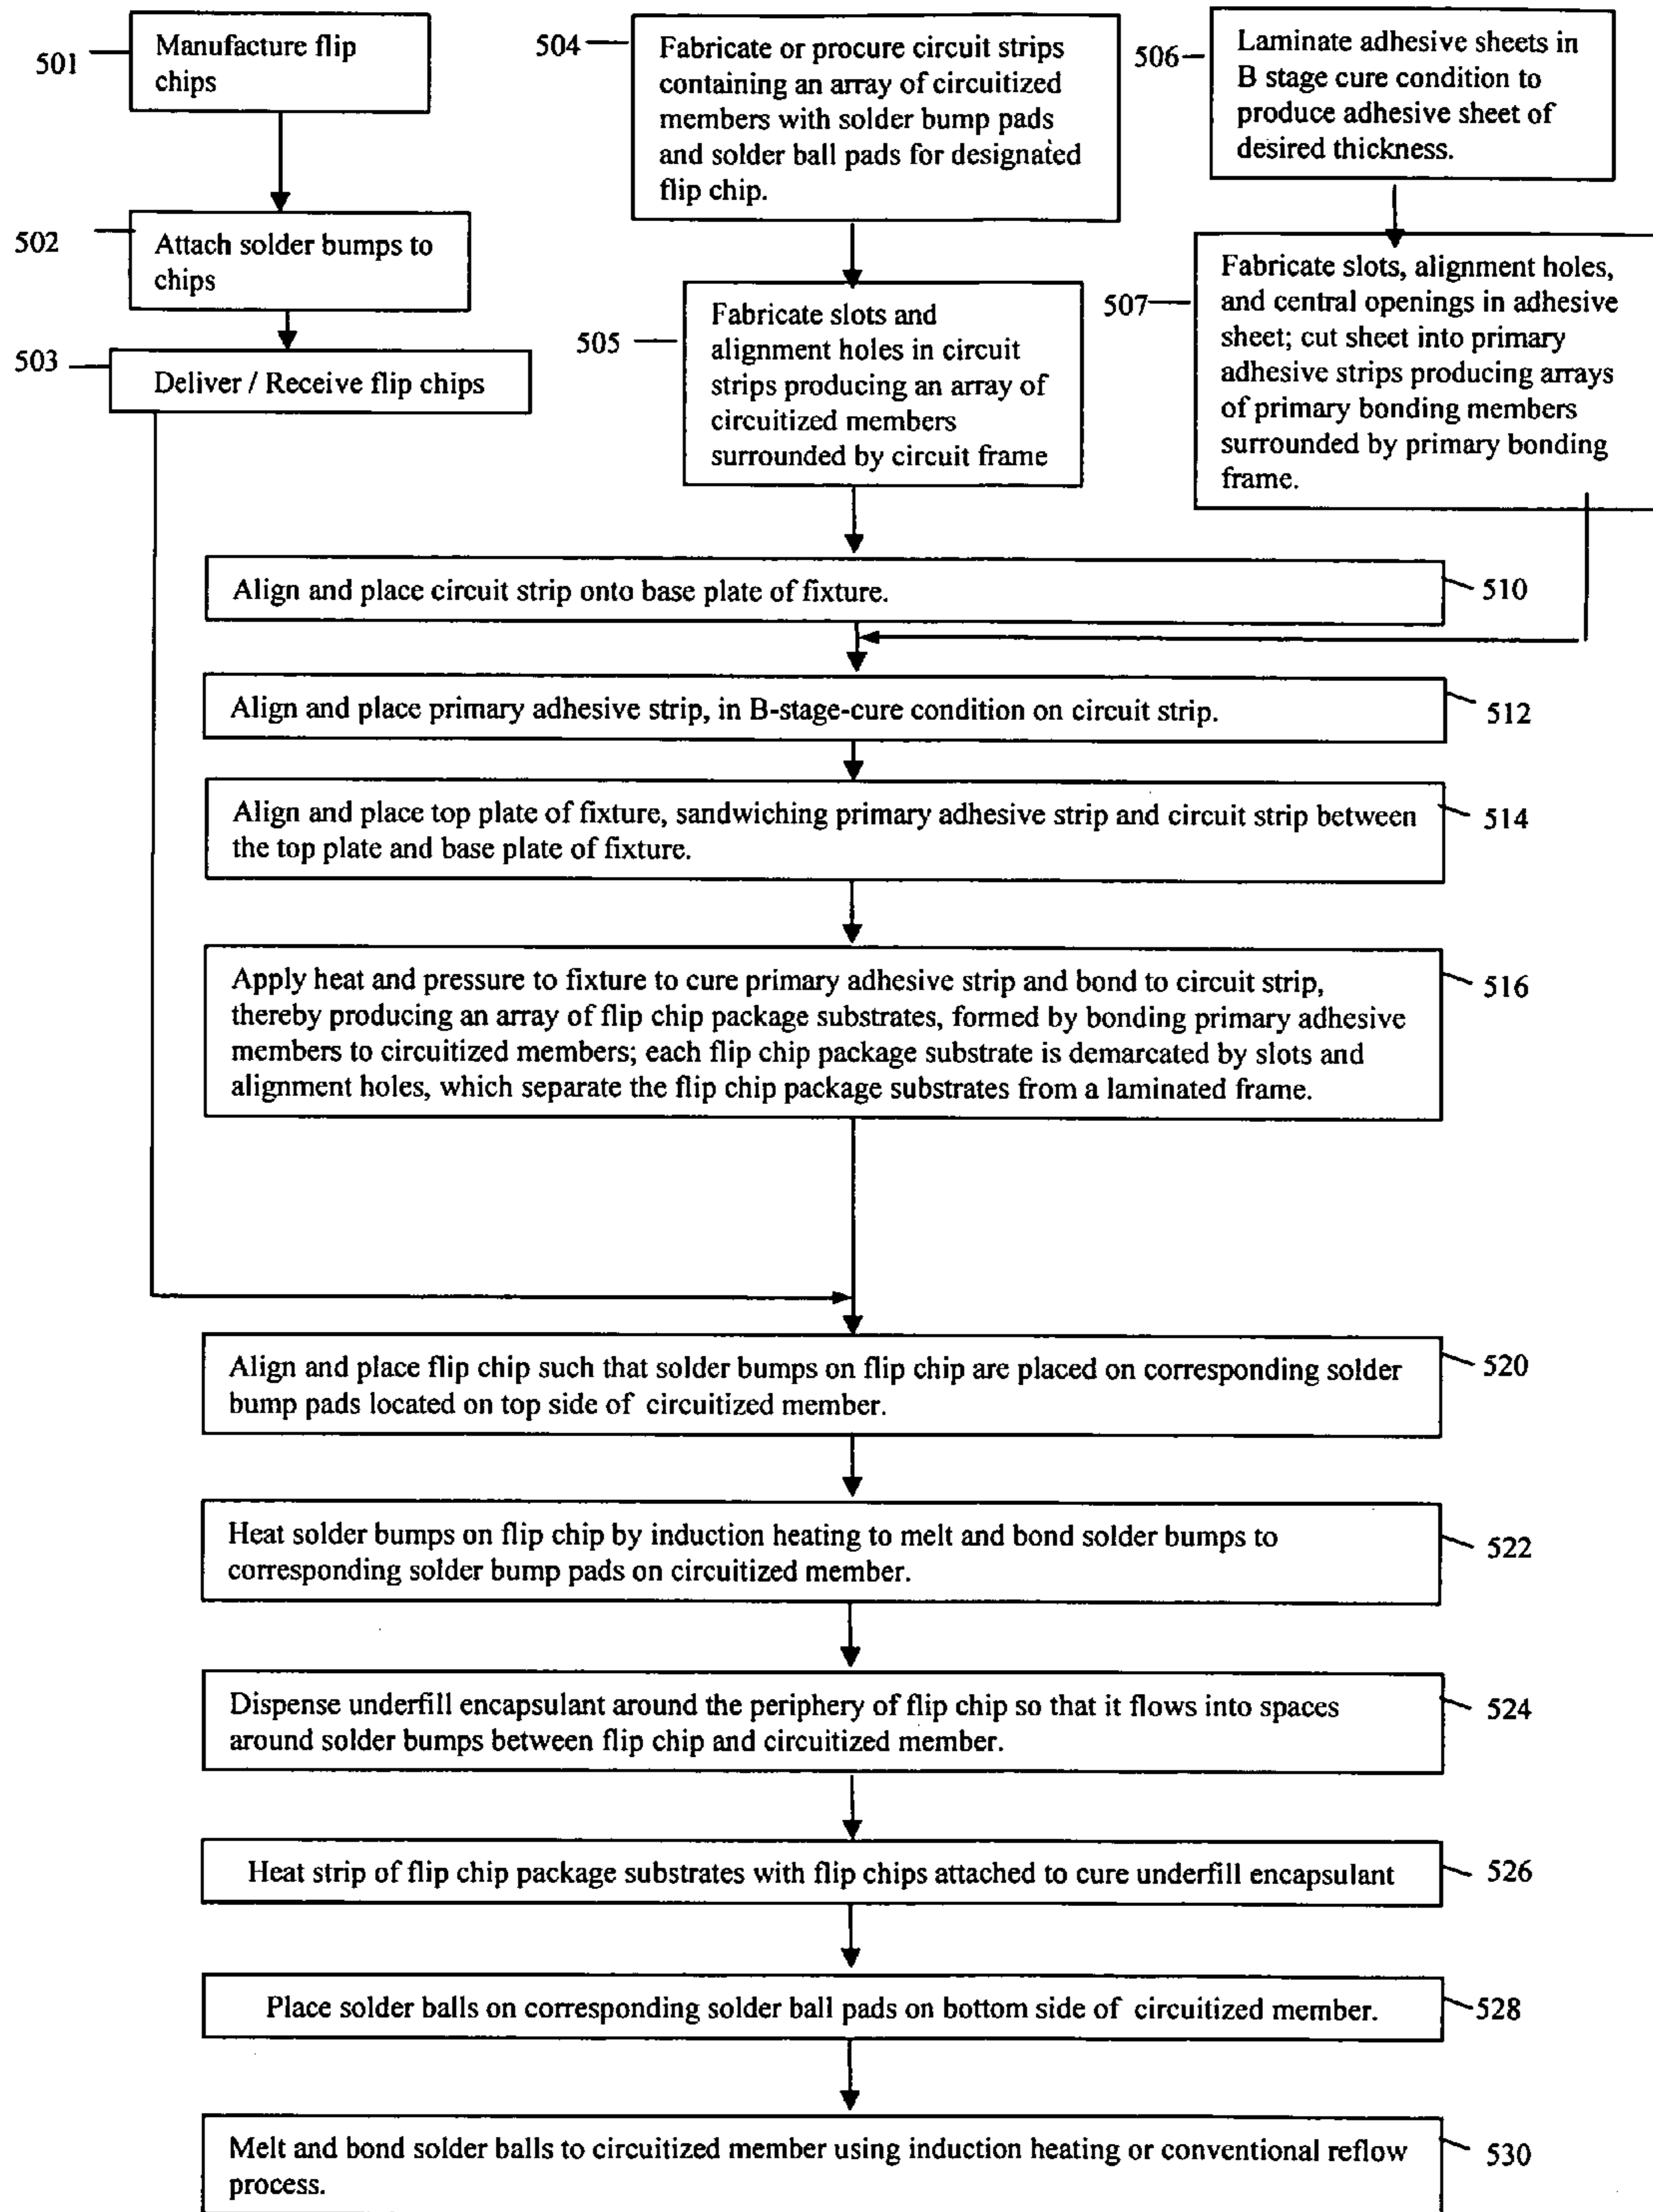 501
Manufacture flip
chips
502
Attach solder bumps to
chips
503
Deliver / Receive flip chips
504
Fabricate or procure circuit strips
containing an array of circuitized
members with solder bump pads
and solder ball pads for designated
flip chip.
505
Fabricate slots and
alignment holes in circuit
strips producing an array of
circuitized members
surrounded by circuit frame
506
Laminate adhesive sheets in
B stage cure condition to
produce adhesive sheet of
desired thickness.
507
Fabricate slots, alignment holes,
and central openings in adhesive
sheet; cut sheet into primary
adhesive strips producing arrays
of primary bonding members
surrounded by primary bonding
frame.
Align and place circuit strip onto base plate of fixture.
510
Align and place primary adhesive strip, in B-stage-cure condition on circuit strip.
512
Align and place top plate of fixture, sandwiching primary adhesive strip and circuit strip between
the top plate and base plate of fixture.
514
Apply heat and pressure to fixture to cure primary adhesive strip and bond to circuit strip,
thereby producing an array of flip chip package substrates, formed by bonding primary adhesive
members to circuitized members; each flip chip package substrate is demarcated by slots and
alignment holes, which separate the flip chip package substrates from a laminated frame.
516
Align and place flip chip such that solder bumps on flip chip are placed on corresponding solder
bump pads located on top side of circuitized member.
520
Heat solder bumps on flip chip by induction heating to melt and bond solder bumps to
corresponding solder bump pads on circuitized member.
522
Dispense underfill encapsulant around the periphery of flip chip so that it flows into spaces
around solder bumps between flip chip and circuitized member.
524
Heat strip of flip chip package substrates with flip chips attached to cure underfill encapsulant
526
Place solder balls on corresponding solder ball pads on bottom side of circuitized member.
528
Melt and bond solder balls to circuitized member using induction heating or conventional reflow
process.
530